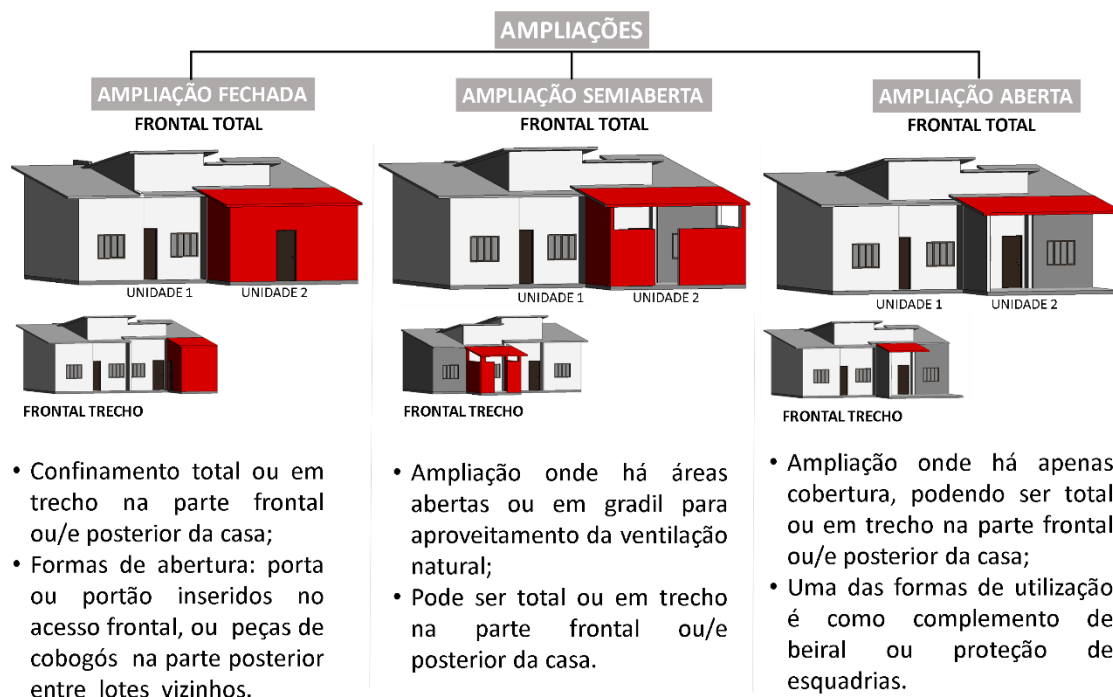 AMPLIAÇÕES
AMPLIAÇÃO FECHADA
FRONTAL TOTAL
UNIDADE 1
UNIDADE 2
FRONTAL TRECHO
• Confinamento total ou em
trecho na parte frontal
ou/e posterior da casa;
• Formas de abertura: porta
ou portão inseridos no
acesso frontal, ou peças de
cobogós na parte posterior
entre lotes vizinhos.
AMPLIAÇÃO SEMIABERTA
FRONTAL TOTAL
UNIDADE 1
UNIDADE 2
FRONTAL TRECHO
• Ampliação onde há áreas
abertas ou em gradil para
aproveitamento da ventilação
natural;
• Pode ser total ou em trecho
na parte frontal ou/e
posterior da casa.
AMPLIAÇÃO ABERTA
FRONTAL TOTAL
UNIDADE 1
UNIDADE 2
FRONTAL TRECHO
• Ampliação onde há apenas
cobertura, podendo ser total
ou em trecho na parte frontal
ou/e posterior da casa;
• Uma das formas de utilização
é como complemento de
beiral ou proteção de
esquadrias.